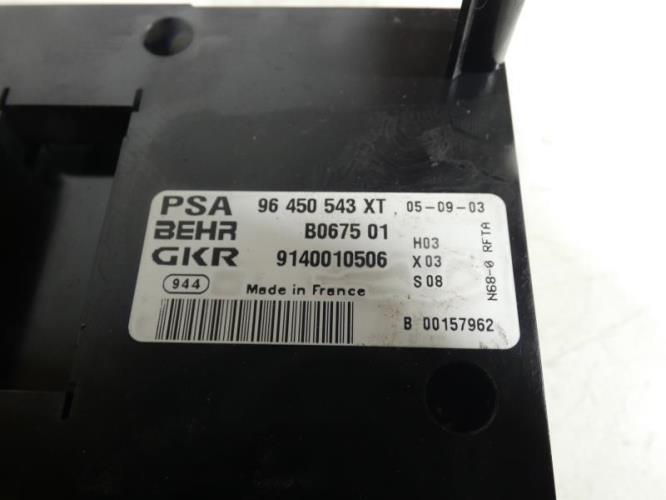 PSA 96 450 543 XT 05-09-03
BEHR B0675 01 H03
GKR 9140010506 X03
944 Made in France S08
B 00157962
N68-0 RFTA